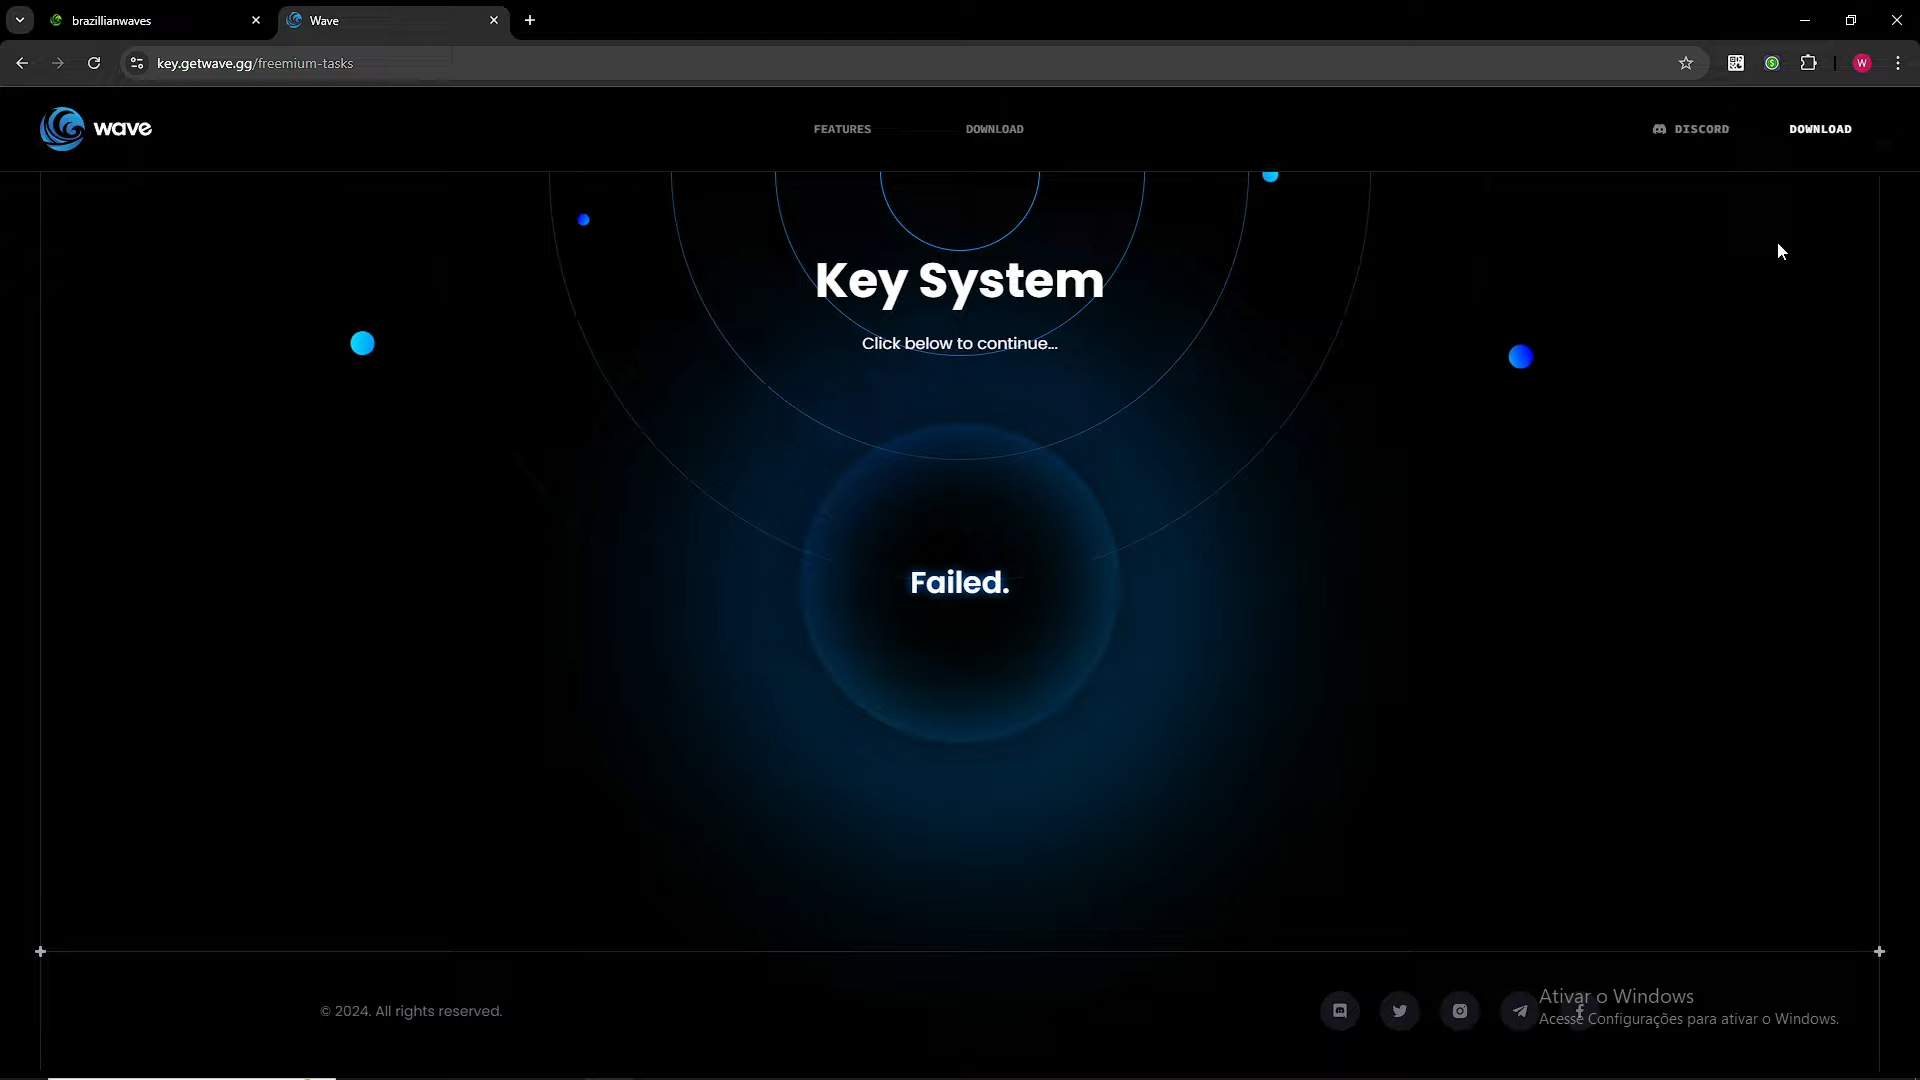 brazillianwaves
Wave
key.getwave.gg/freemium-tasks
W
wave
FEATURES
DOWNLOAD
DISCORD
DOWNLOAD
Key System
Click below to continue...
Failed.
© 2024. All rights reserved.
Ativar o Windows
Acesse Configurações para ativar o Windows.